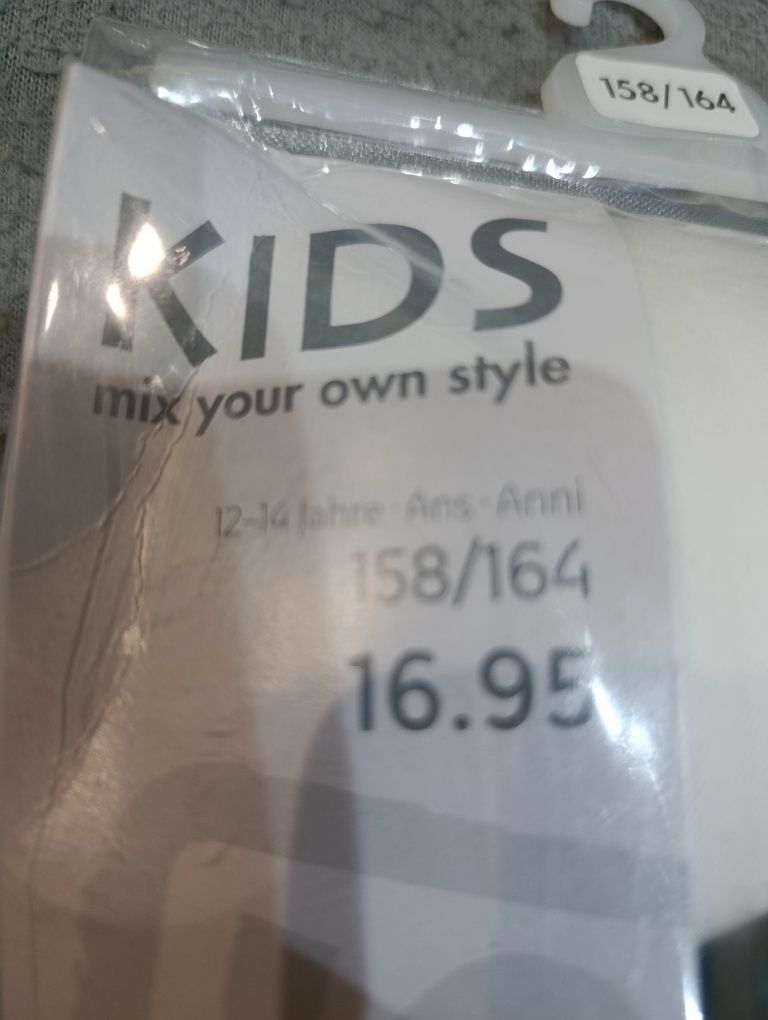 158/164
KIDS
mix your own style
12-14 Jahre · Ans · Anni
158/164
16.95